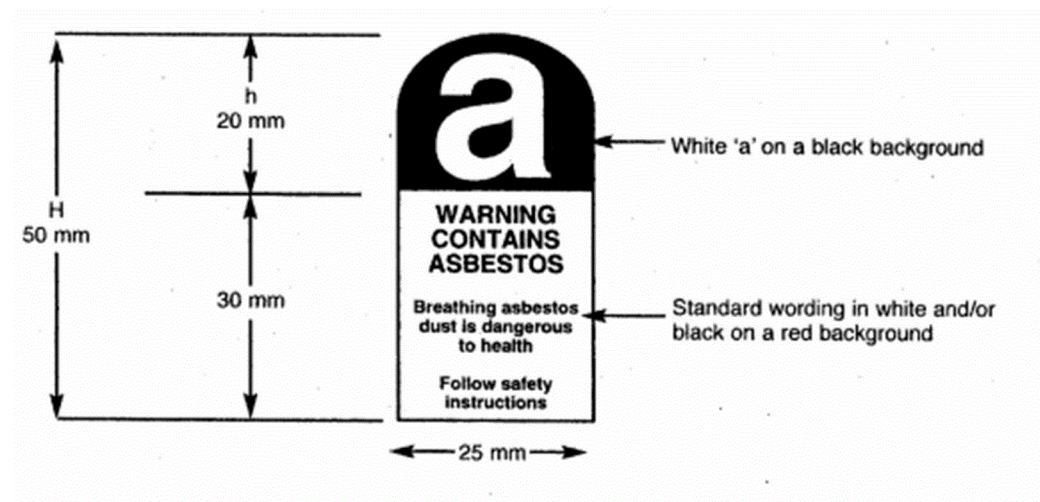 h
20 mm
H
50 mm
30 mm
a
WARNING
CONTAINS
ASBESTOS
Breathing asbestos
dust is dangerous
to health
Follow safety
instructions
25 mm
White ‘a’ on a black background
Standard wording in white and/or
black on a red background